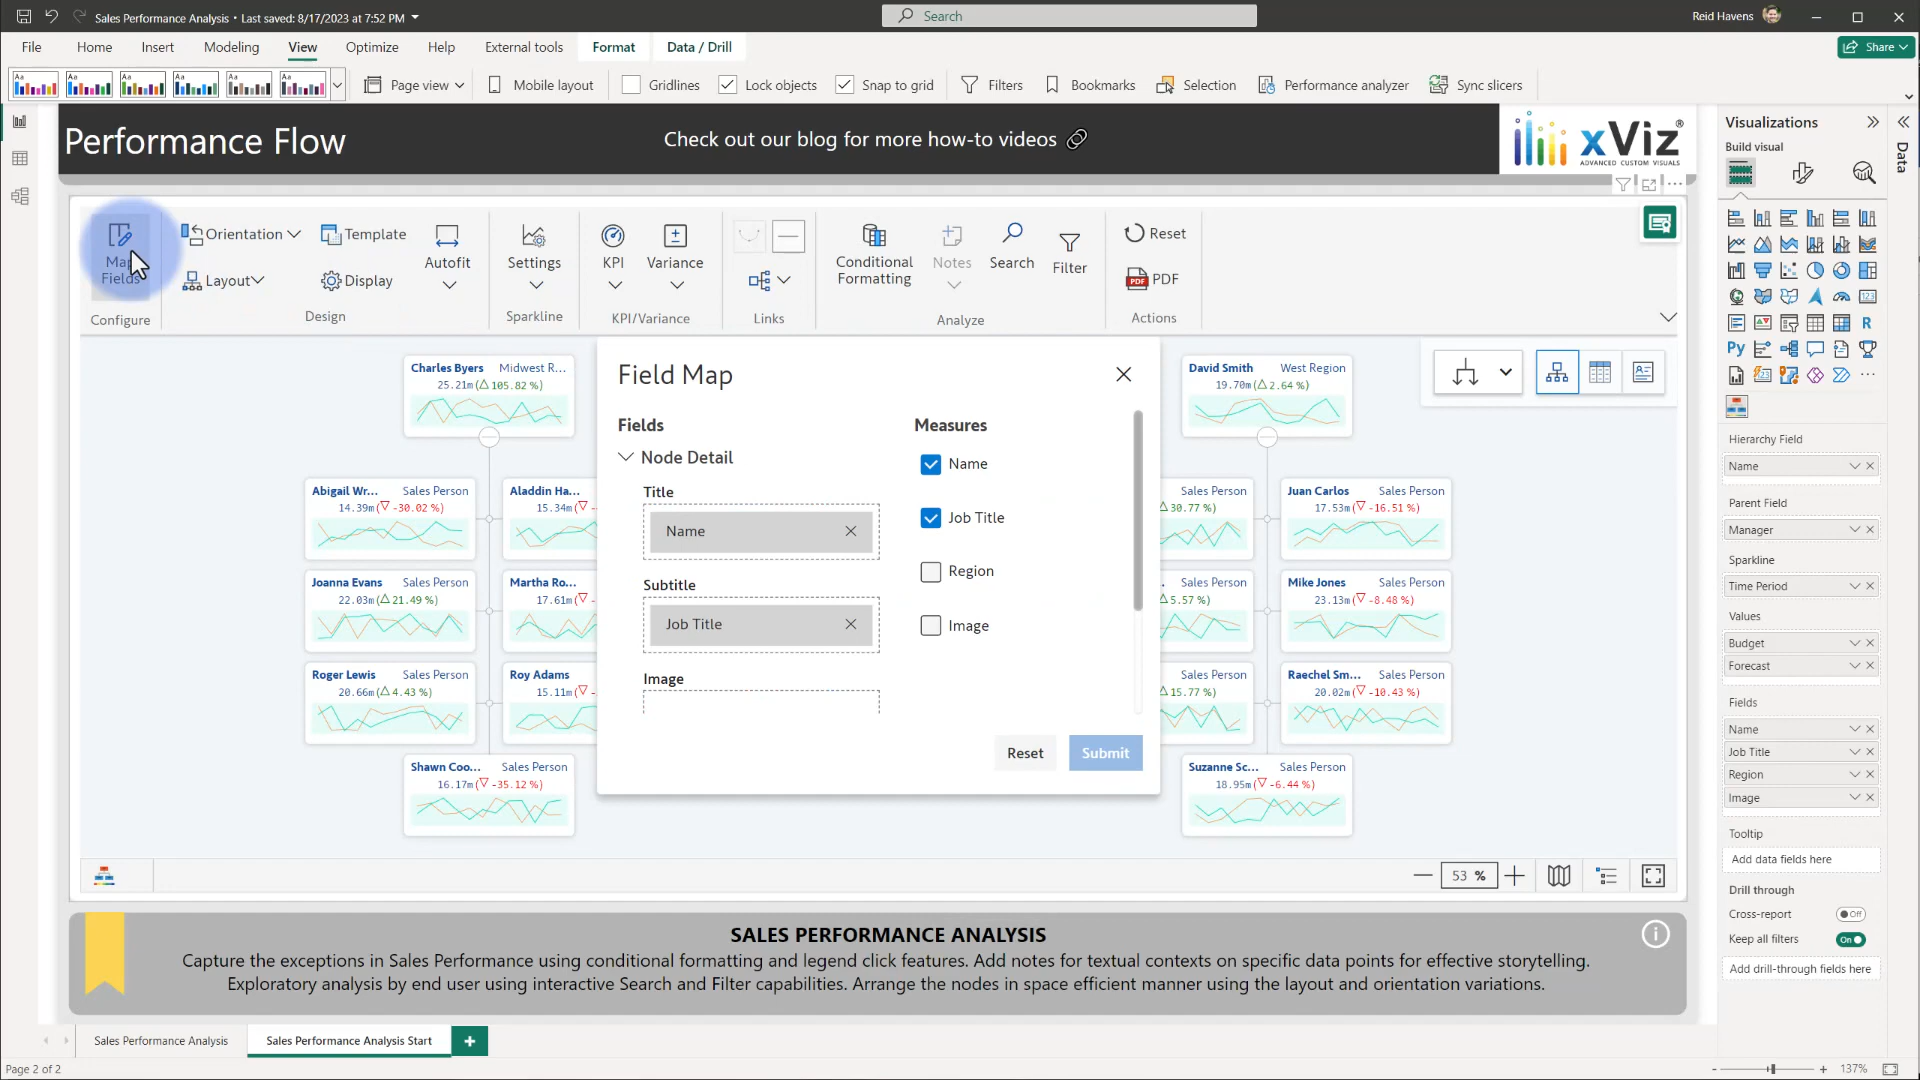 Sales Performance Analysis • Last saved: 8/17/2023 at 7:52 PM
Search
Reid Havens
File
Home
Insert
Modeling
View
Optimize
Help
External tools
Format
Data / Drill
Share
Page view
Mobile layout
Gridlines
Lock objects
Snap to grid
Filters
Bookmarks
Selection
Performance analyzer
Sync slicers
Performance Flow
Check out our blog for more how-to videos
xViz®
ADVANCED CUSTOM VISUALS
Map Fields
Configure
Orientation
Layout
Template
Display
Autofit
Design
Settings
Sparkline
KPI
Variance
KPI/Variance
Links
Conditional
Formatting
Notes
Search
Filter
Analyze
Reset
PDF
Actions
Charles Byers Midwest R...
25.21m(△105.82 %)
David Smith West Region
19.70m(△2.64 %)
Abigail Wr... Sales Person
14.39m(▽ -30.02 %)
Aladdin Ha...
15.34m(▽ -
Sales Person
△30.77 %)
Juan Carlos Sales Person
17.53m(▽ -16.51 %)
Joanna Evans Sales Person
22.03m(△21.49 %)
Martha Ro...
17.61m(▽ -
. Sales Person
△5.57 %)
Mike Jones Sales Person
23.13m(▽ -8.48 %)
Roger Lewis Sales Person
20.66m(△4.43 %)
Roy Adams
15.11m(▽ -
Sales Person
△15.77 %)
Raechel Sm... Sales Person
20.02m(▽ -10.43 %)
Shawn Coo... Sales Person
16.17m(▽ -35.12 %)
Suzanne Sc... Sales Person
18.95m(▽ -6.44 %)
Field Map
Fields
Node Detail
Title
Name
Subtitle
Job Title
Image
Measures
Name
Job Title
Region
Image
Reset
Submit
53 %
SALES PERFORMANCE ANALYSIS
Capture the exceptions in Sales Performance using conditional formatting and legend click features. Add notes for textual contexts on specific data points for effective storytelling.
Exploratory analysis by end user using interactive Search and Filter capabilities. Arrange the nodes in space efficient manner using the layout and orientation variations.
Sales Performance Analysis
Sales Performance Analysis Start
Page 2 of 2
137%
Visualizations
Build visual
Data
Hierarchy Field
Name
Parent Field
Manager
Sparkline
Time Period
Values
Budget
Forecast
Fields
Name
Job Title
Region
Image
Tooltip
Add data fields here
Drill through
Cross-report
Off
Keep all filters
On
Add drill-through fields here